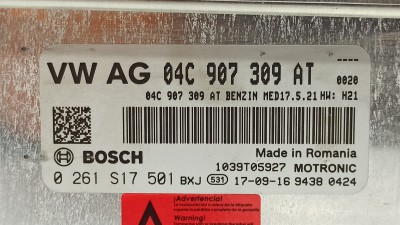 VW AG 04C 907 309 AT ----
0020
04C 907 309 AT BENZIN MED17.5.21 HW: H21
BOSCH
Made in Romania
1039T05927 MOTRONIC
0 261 S17 501 BXJ 531 17-09-16 9438 0424
Advertencia!
Warning!